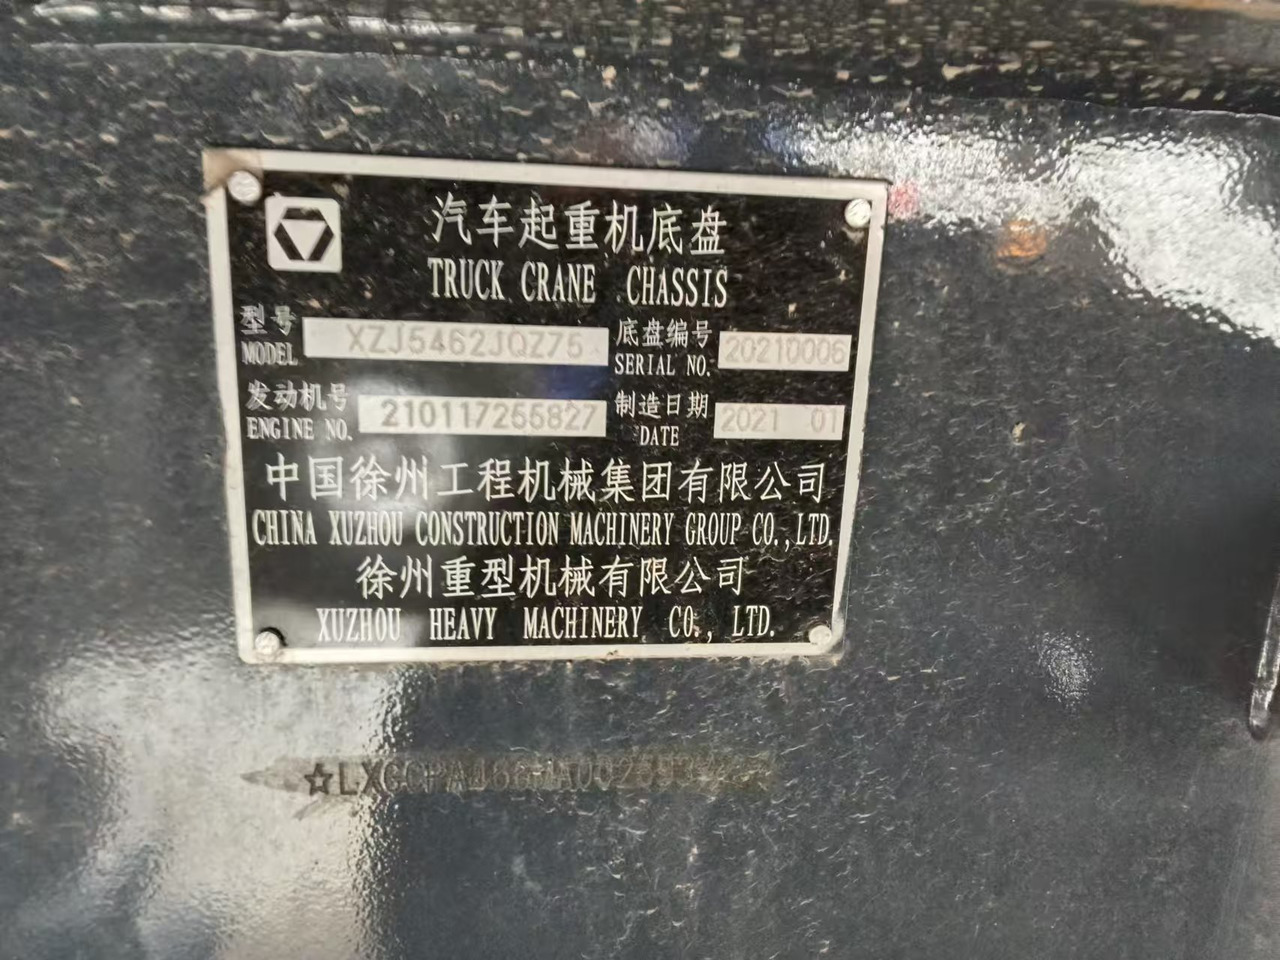 汽车起重机底盘
TRUCK CRANE CHASSIS
型号 XZJ5462JQZ75 底盘编号 20210006
MODEL SERIAL NO.
发动机号 210117255827 制造日期 2021 01
ENGINE NO. DATE
中国徐州工程机械集团有限公司
CHINA XUZHOU CONSTRUCTION MACHINERY GROUP CO.,LTD.
徐州重型机械有限公司
XUZHOU HEAVY MACHINERY CO., LTD.